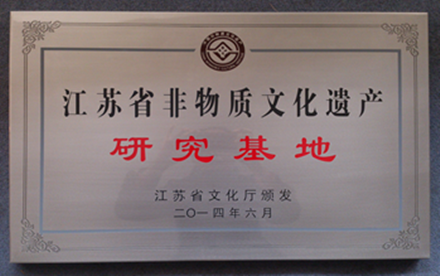 江苏省非物质文化遗产
研究基地
江苏省文化厅颁发
二〇一四年六月